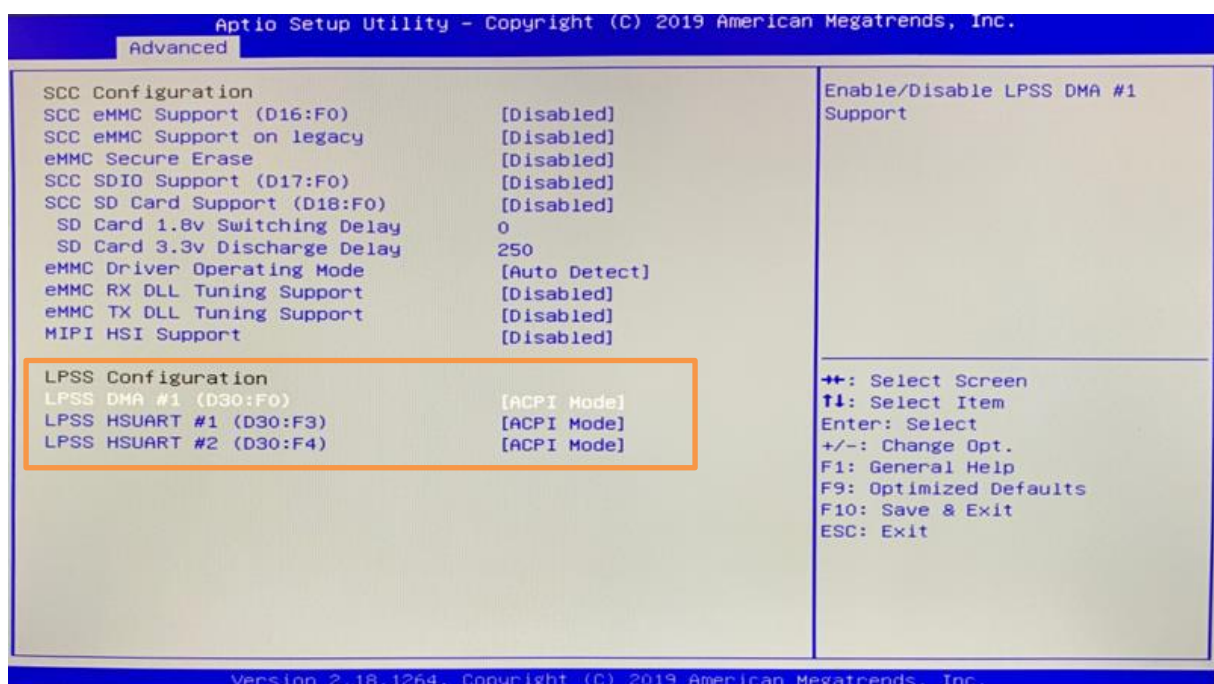 Aptio Setup Utility – Copyright (C) 2019 American Megatrends, Inc.
Advanced
SCC Configuration
SCC eMMC Support (D16:F0) [Disabled]
SCC eMMC Support on legacy [Disabled]
eMMC Secure Erase [Disabled]
SCC SDIO Support (D17:F0) [Disabled]
SCC SD Card Support (D18:F0) [Disabled]
SD Card 1.8v Switching Delay 0
SD Card 3.3v Discharge Delay 250
eMMC Driver Operating Mode [Auto Detect]
eMMC RX DLL Tuning Support [Disabled]
eMMC TX DLL Tuning Support [Disabled]
MIPI HSI Support [Disabled]
LPSS Configuration
LPSS DMA #1 (D30:F0) [ACPI Mode]
LPSS HSUART #1 (D30:F3) [ACPI Mode]
LPSS HSUART #2 (D30:F4) [ACPI Mode]
Enable/Disable LPSS DMA #1
Support
→←: Select Screen
↑↓: Select Item
Enter: Select
+/-: Change Opt.
F1: General Help
F9: Optimized Defaults
F10: Save & Exit
ESC: Exit
Version 2.18.1264. Copyright (C) 2019 American Megatrends, Inc.